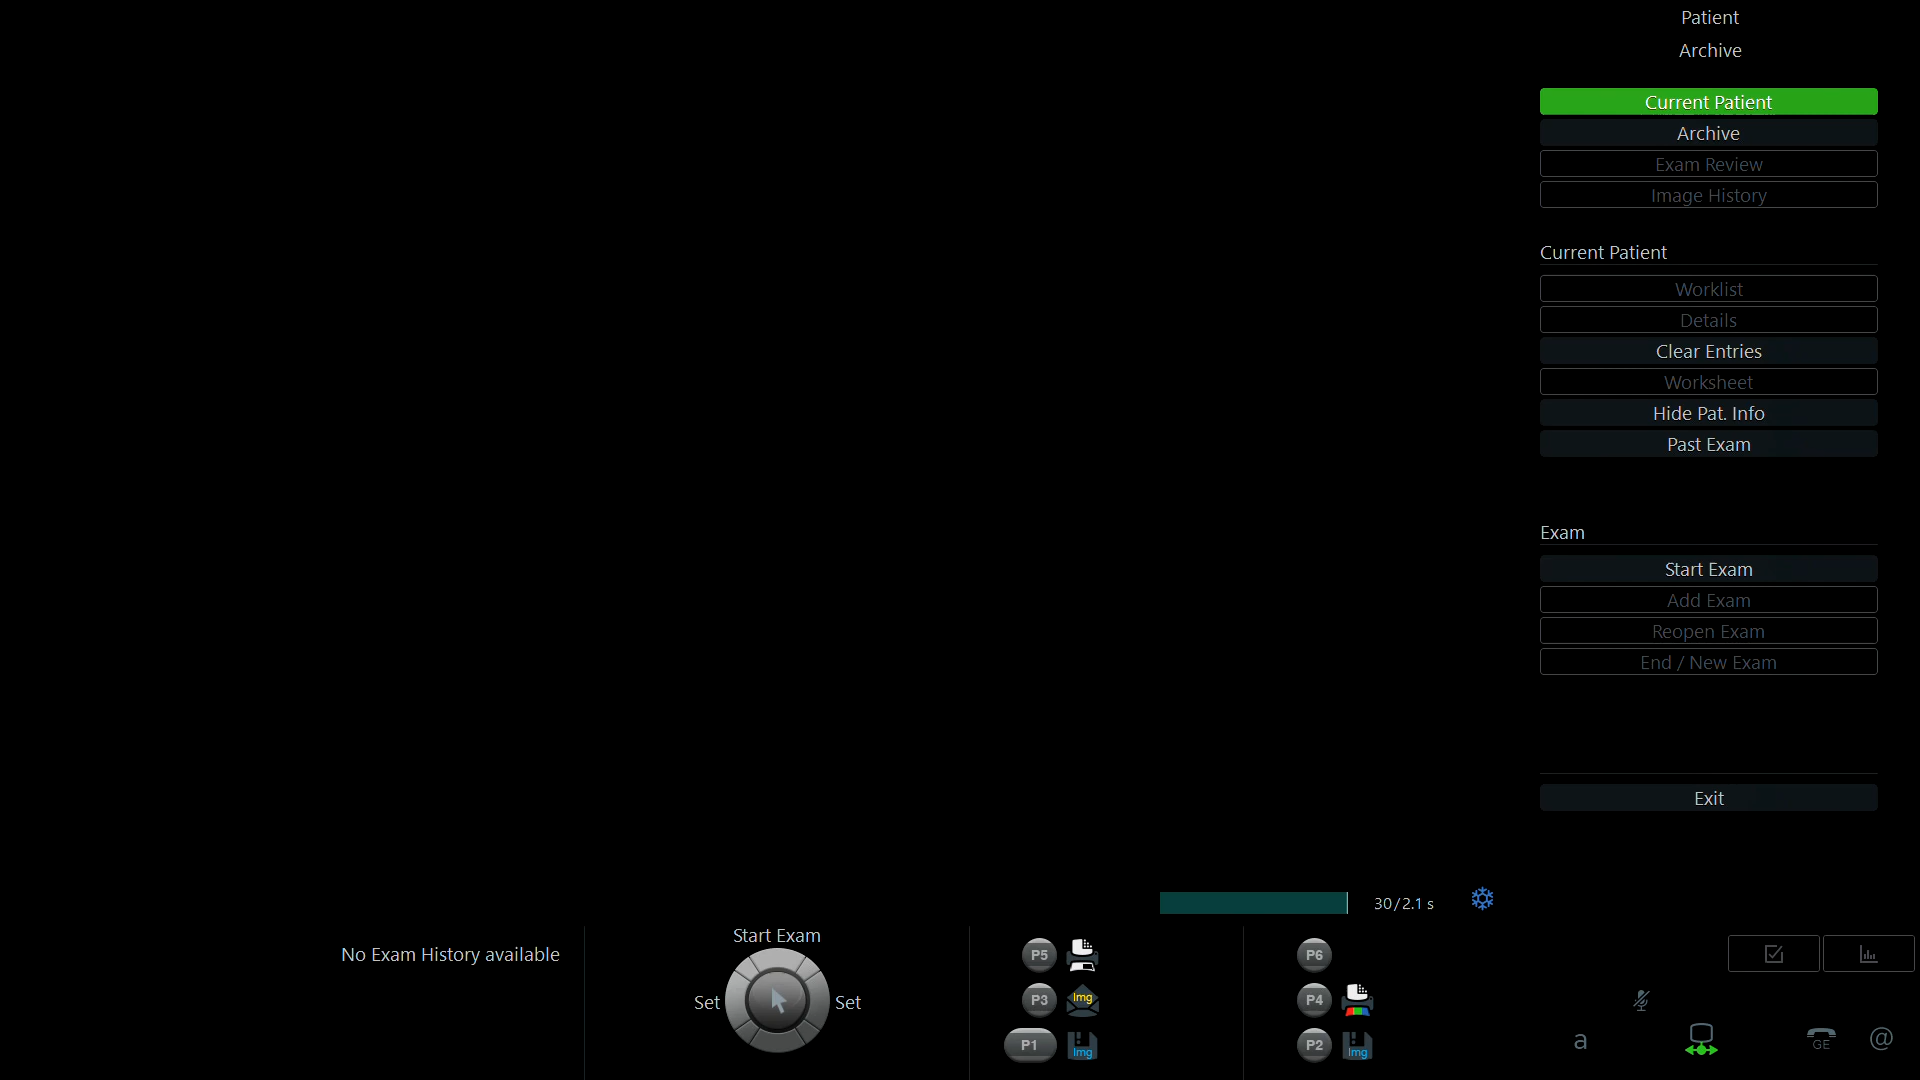 Patient
Archive
Current Patient
Archive
Exam Review
Image History
Current Patient
Worklist
Details
Clear Entries
Worksheet
Hide Pat. Info
Past Exam
Exam
Start Exam
Add Exam
Reopen Exam
End / New Exam
Exit
30/2.1 s
No Exam History available
Start Exam
Set
Set
P5
P3
Img
P1
Img
P6
P4
P2
Img
a
GE
@